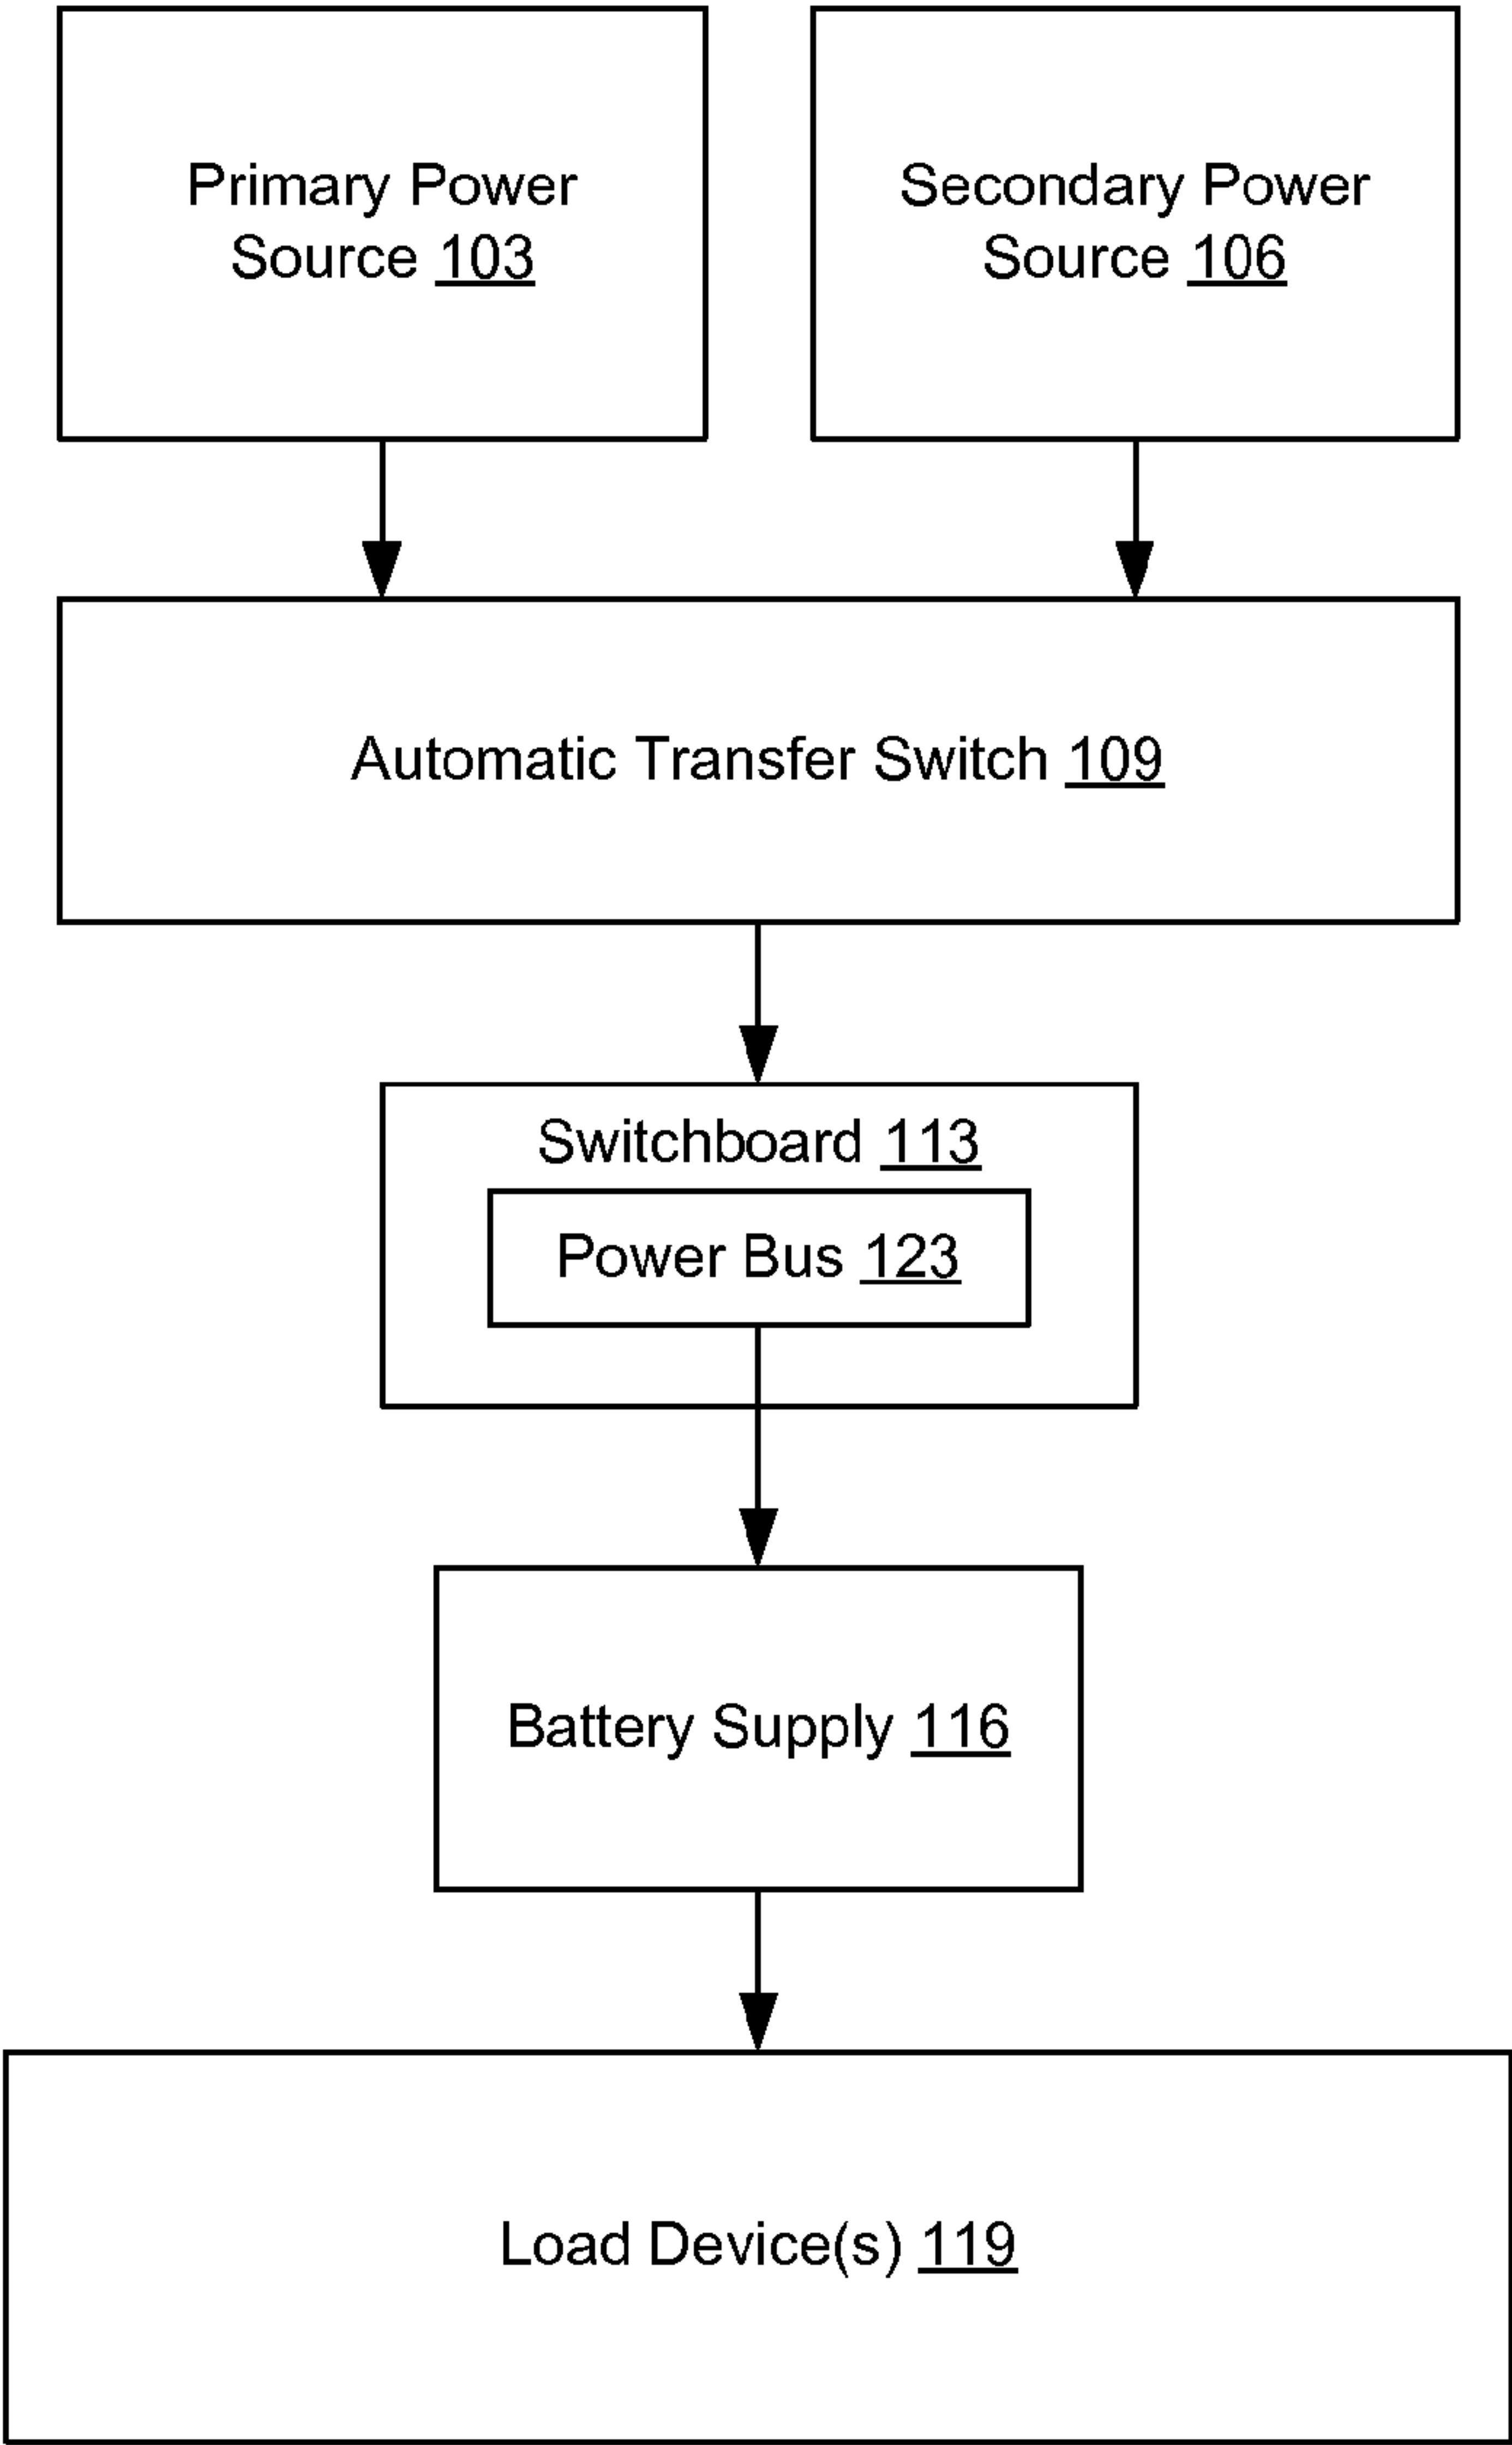 Primary Power
Source 103
Secondary Power
Source 106
Automatic Transfer Switch 109
Switchboard 113
Power Bus 123
Battery Supply 116
Load Device(s) 119